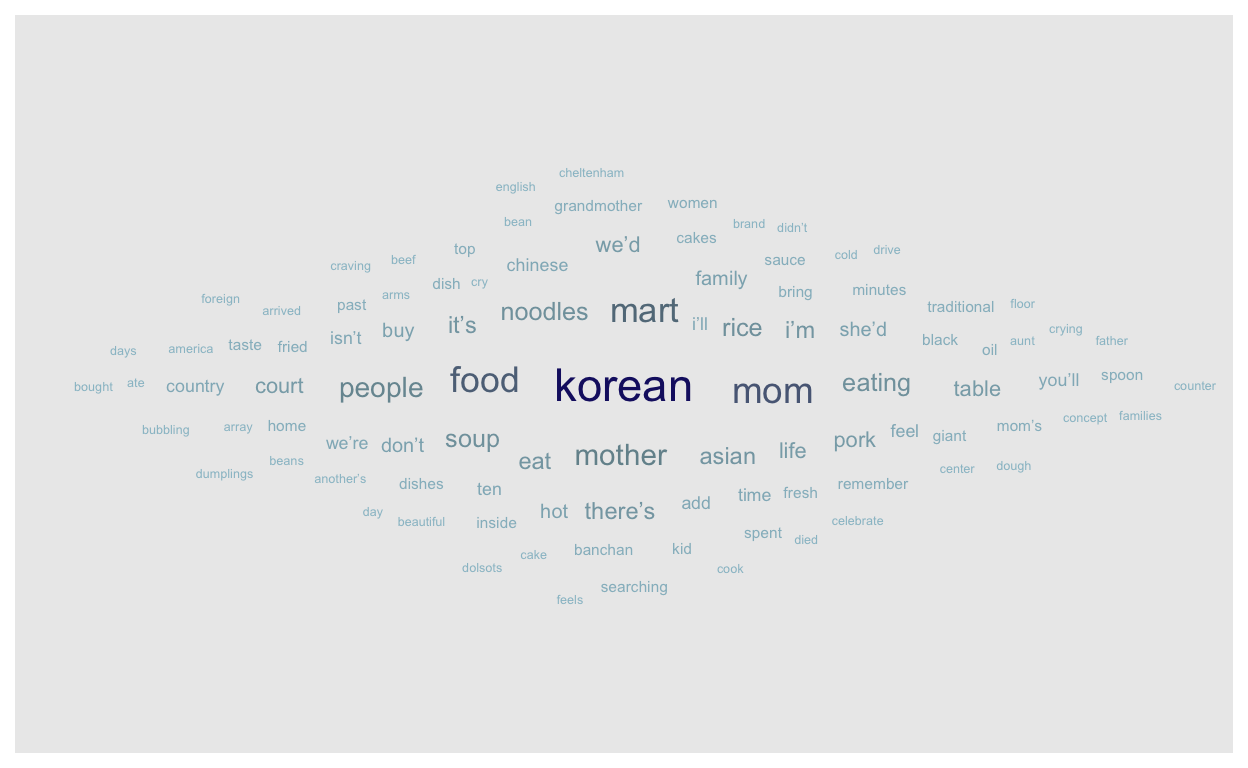 cheltenham
english
grandmother women
bean brand didn’t
we’d cakes
top cold drive
craving beef chinese sauce
dish cry family
foreign arms bring minutes
arrived past noodles mart traditional floor
isn’t buy it’s i’ll rice i’m she’d crying
days america taste fried black oil aunt father
bought ate country court people food korean mom eating table you’ll spoon counter
bubbling array home we’re don’t soup mother pork feel giant mom’s concept families
dumplings beans another’s eat asian life center dough
dishes ten time fresh remember
day beautiful inside hot there’s add celebrate
spent died
cake banchan kid
dolsots cook
searching
feels